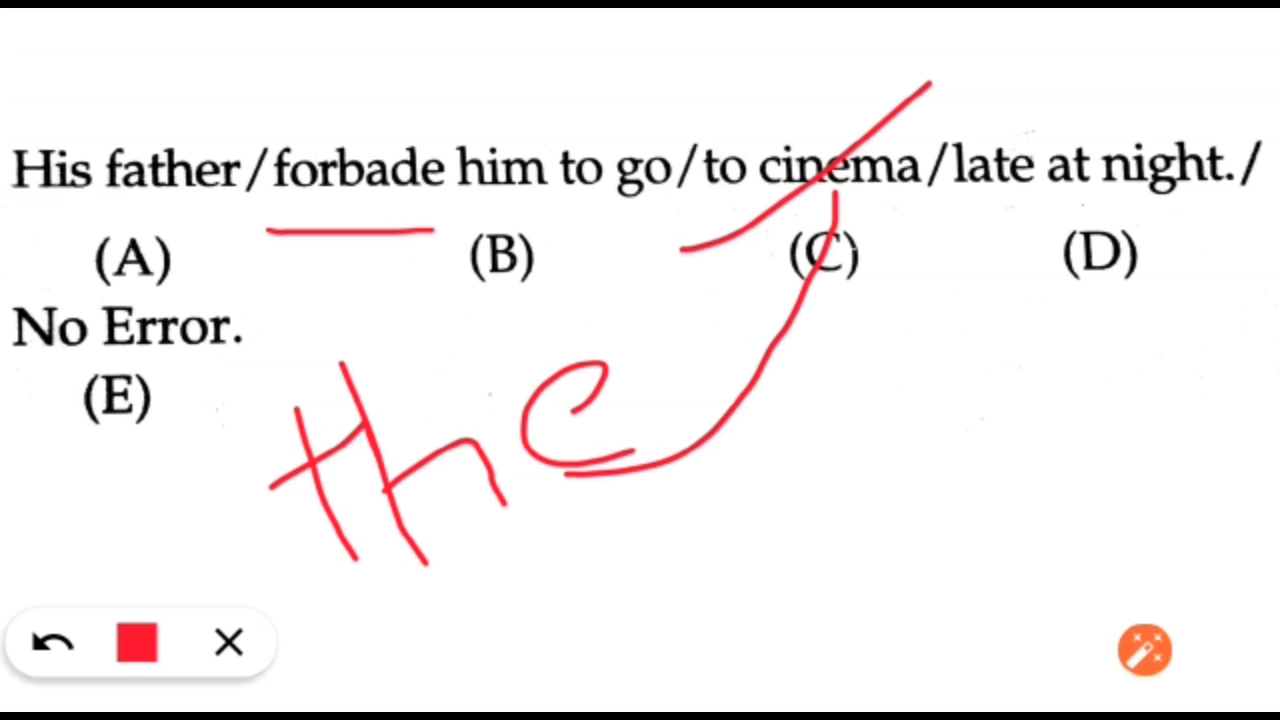 His father/forbade him to go/to cinema/late at night./
(A) (B) (C) (D)
No Error.
(E)
the